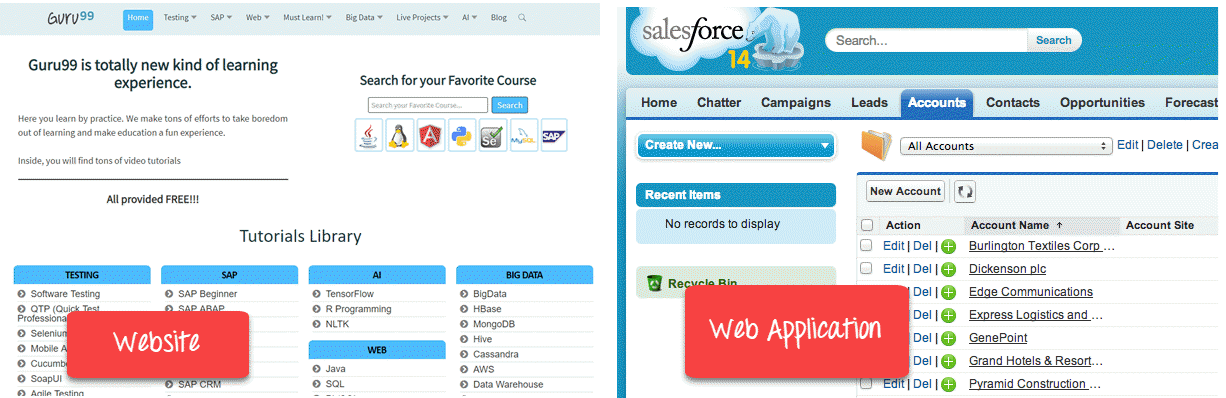 Guru99
Home Testing SAP Web Must Learn! Big Data Live Projects AI Blog
Guru99 is totally new kind of learning
experience.
Here you learn by practice. We make tons of efforts to take boredom
out of learning and make education a fun experience.
Inside, you will find tons of video tutorials
All provided FREE!!!
Search for your Favorite Course
Search your Favorite Course... Search
Se MySQL SAP
Tutorials Library
TESTING
Software Testing
QTP (Quick Test
Professional
Selenium
Mobile A
Cucumb
SoapUI
Agile Testing
SAP
SAP Beginner
SAP ABAP
SAP CRM
AI
TensorFlow
R Programming
NLTK
WEB
Java
SQL
BIG DATA
BigData
HBase
MongoDB
Hive
Cassandra
AWS
Data Warehouse
Website
salesforce
14
Search... Search
Home Chatter Campaigns Leads Accounts Contacts Opportunities Forecast
Create New...
Recent Items
No records to display
Recycle Bin
All Accounts Edit | Delete | Crea
New Account
Action Account Name Account Site
Edit | Del | Burlington Textiles Corp ...
Edit | Del | Dickenson plc
Del | Edge Communications
Del | Express Logistics and ...
Del | GenePoint
Del | Grand Hotels & Resort...
Edit | Del | Pyramid Construction ...
Web Application